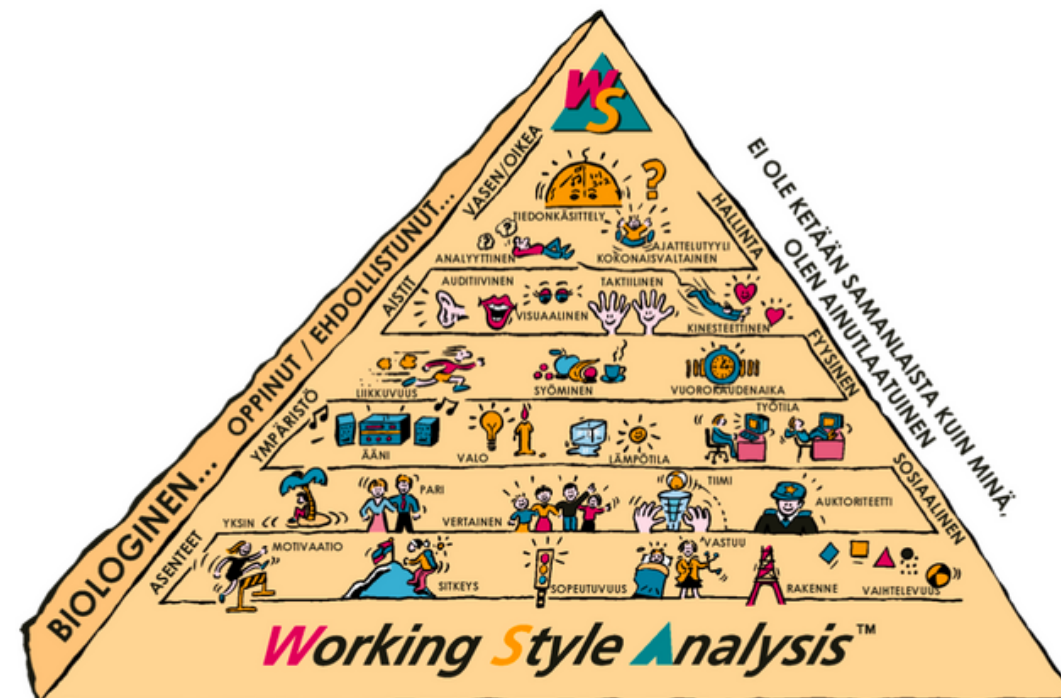 WS
VASEN/OIKEA
TIEDONKÄSITTELY
?
HALLINTA
? ?
ANALYYTTINEN
AJATTELUTYYLI
KOKONAISVALTAINEN
AISTIT
AUDITIIVINEN
VISUAALINEN
TAKTIILINEN
KINESTEETTINEN
FYYSINEN
LIIKKUVUUS
SYÖMINEN
VUOROKAUDENAIKA
YMPÄRISTÖ
ÄÄNI
VALO
LÄMPÖTILA
TYÖTILA
SOSIAALINEN
YKSIN
PARI
VERTAINEN
TIIMI
AUKTORITEETTI
ASENTEET
MOTIVAATIO
SITKEYS
SOPEUTUVUUS
VASTUU
RAKENNE
VAIHTELEVUUS
BIOLOGINEN... OPPINUT / EHDOLLISTUNUT...
EI OLE KETÄÄN SAMANLAISTA KUIN MINÄ,
OLEN AINUTLAATUINEN
Working Style Analysis™